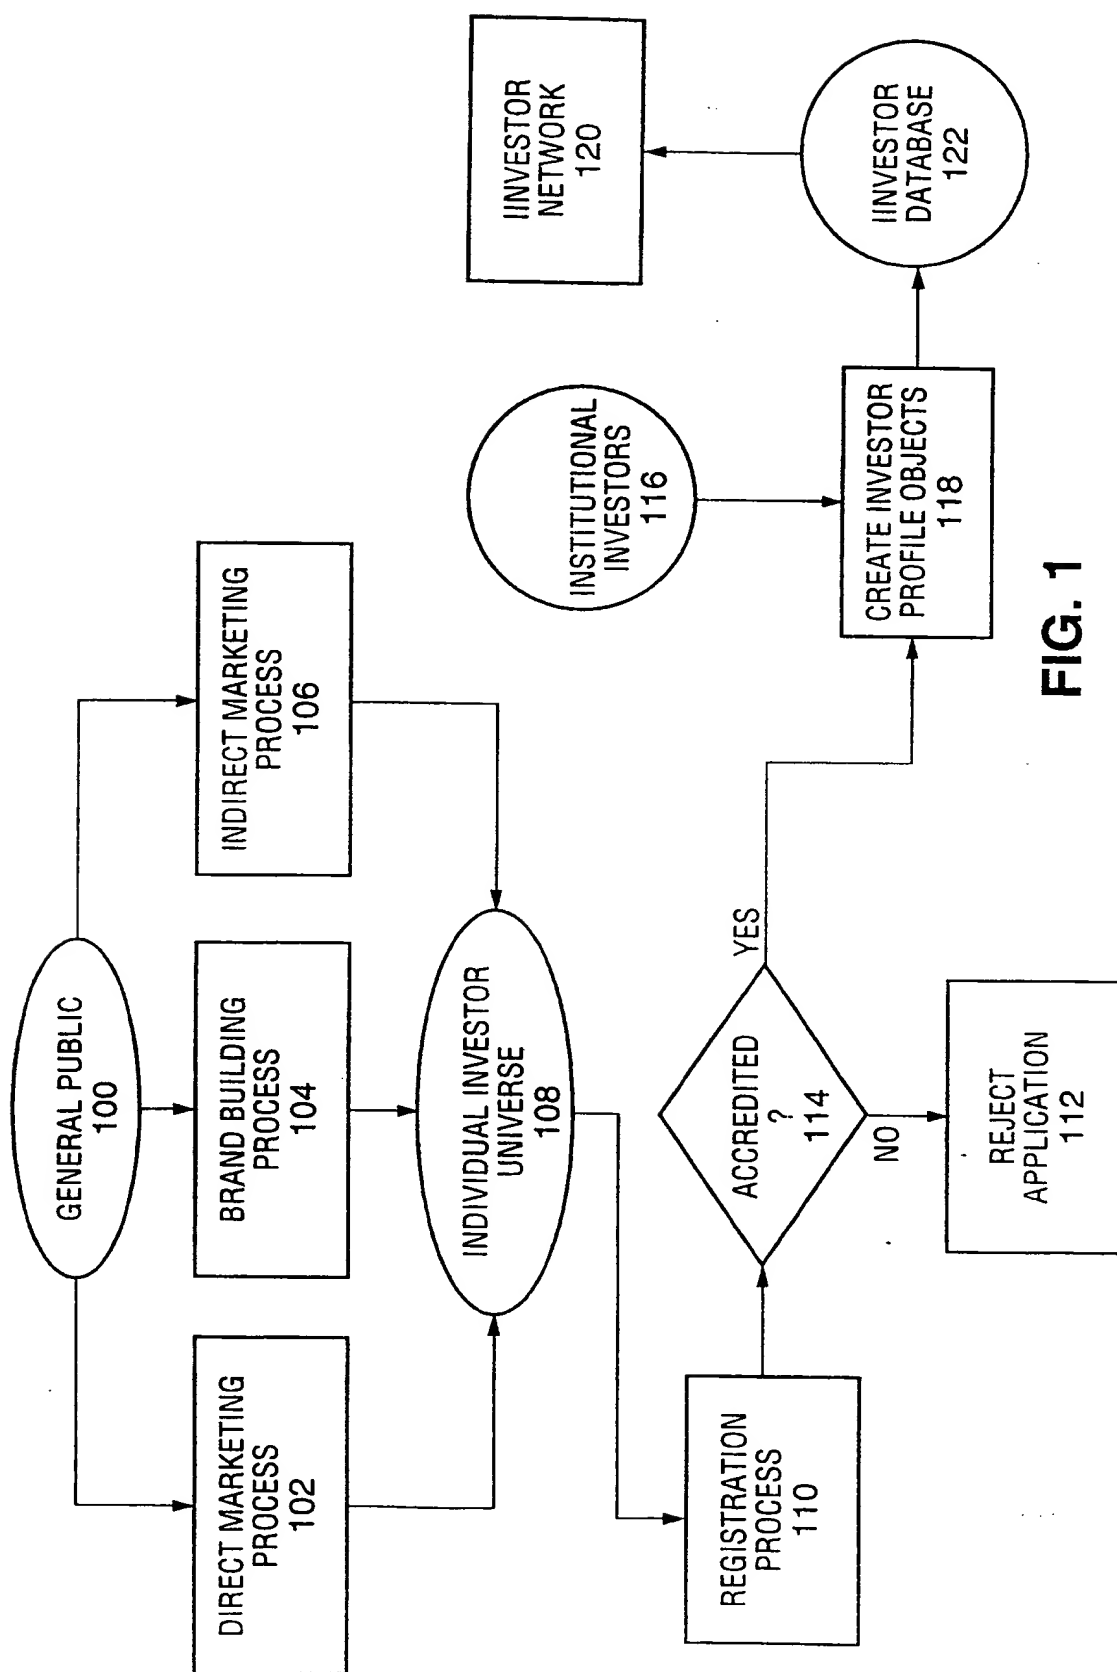 GENERAL PUBLIC
100
DIRECT MARKETING
PROCESS
102
BRAND BUILDING
PROCESS
104
INDIRECT MARKETING
PROCESS
106
INDIVIDUAL INVESTOR
UNIVERSE
108
REGISTRATION
PROCESS
110
ACCREDITED
?
114
YES
NO
REJECT
APPLICATION
112
INSTITUTIONAL
INVESTORS
116
CREATE INVESTOR
PROFILE OBJECTS
118
IINVESTOR
NETWORK
120
IINVESTOR
DATABASE
122
FIG. 1